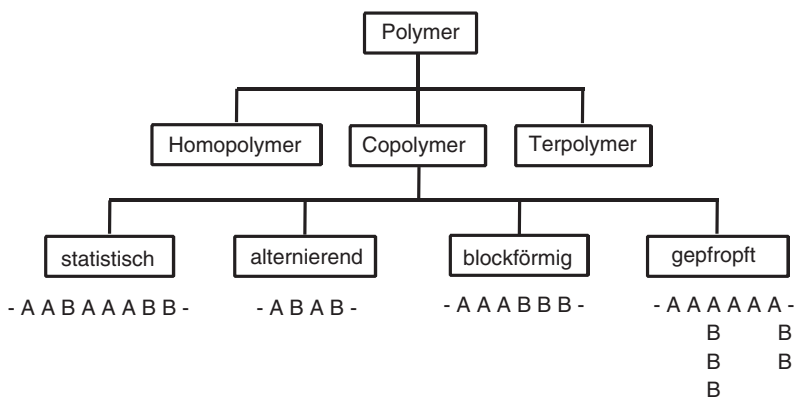 Polymer
Homopolymer Copolymer Terpolymer
statistisch alternierend blockförmig gepfropft
- A A B A A A B B - - A B A B - - A A A B B B - - A A A A A A -
B B
B B
B